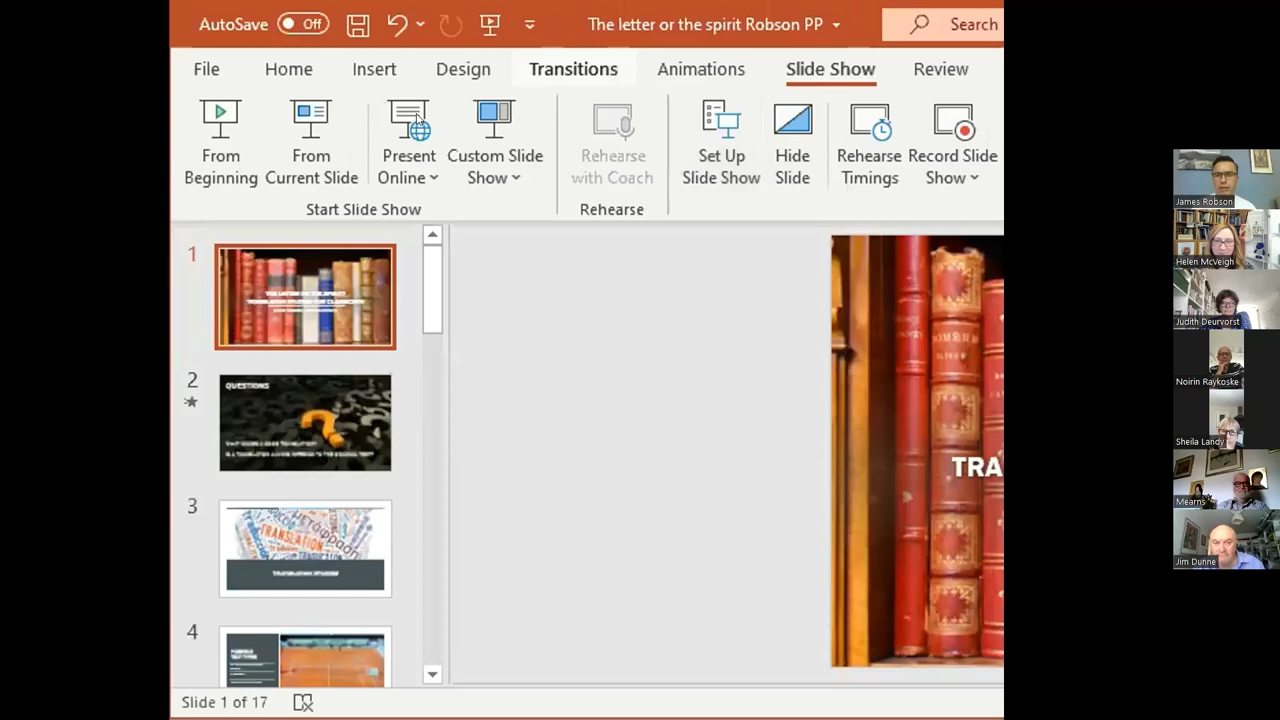 AutoSave Off The letter or the spirit Robson PP Search
File Home Insert Design Transitions Animations Slide Show Review
From Beginning
From Current Slide
Present Online
Custom Slide Show
Rehearse with Coach
Set Up Slide Show
Hide Slide
Rehearse Timings
Record Slide Show
Start Slide Show
Rehearse
1
2
QUESTIONS
3
TRANSLATION
μετάφραση
4
TRA
Slide 1 of 17
James Robson
Helen McVeigh
Judith Deurvorst
Noirin Raykoske
Sheila Landy
Mearns
Jim Dunne